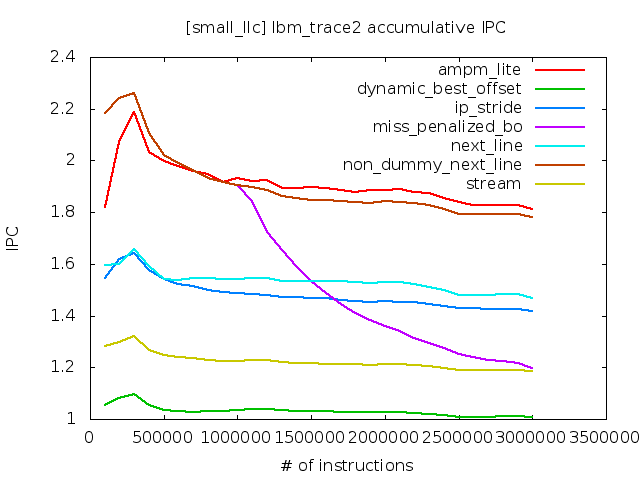 [small_llc] lbm_trace2 accumulative IPC
2.4
2.2
2
1.8
1.6
1.4
1.2
1
IPC
ampm_lite
dynamic_best_offset
ip_stride
miss_penalized_bo
next_line
non_dummy_next_line
stream
0 500000 1000000 1500000 2000000 2500000 3000000 3500000
# of instructions